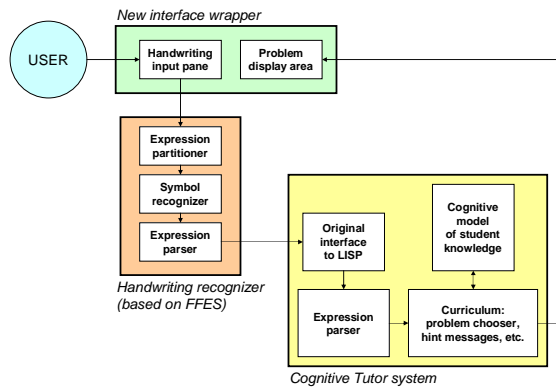 New interface wrapper
USER
Handwriting
input pane
Problem
display area
Expression
partitioner
Symbol
recognizer
Expression
parser
Handwriting recognizer
(based on FFES)
Original
interface
to LISP
Cognitive
model
of student
knowledge
Expression
parser
Curriculum:
problem chooser,
hint messages, etc.
Cognitive Tutor system